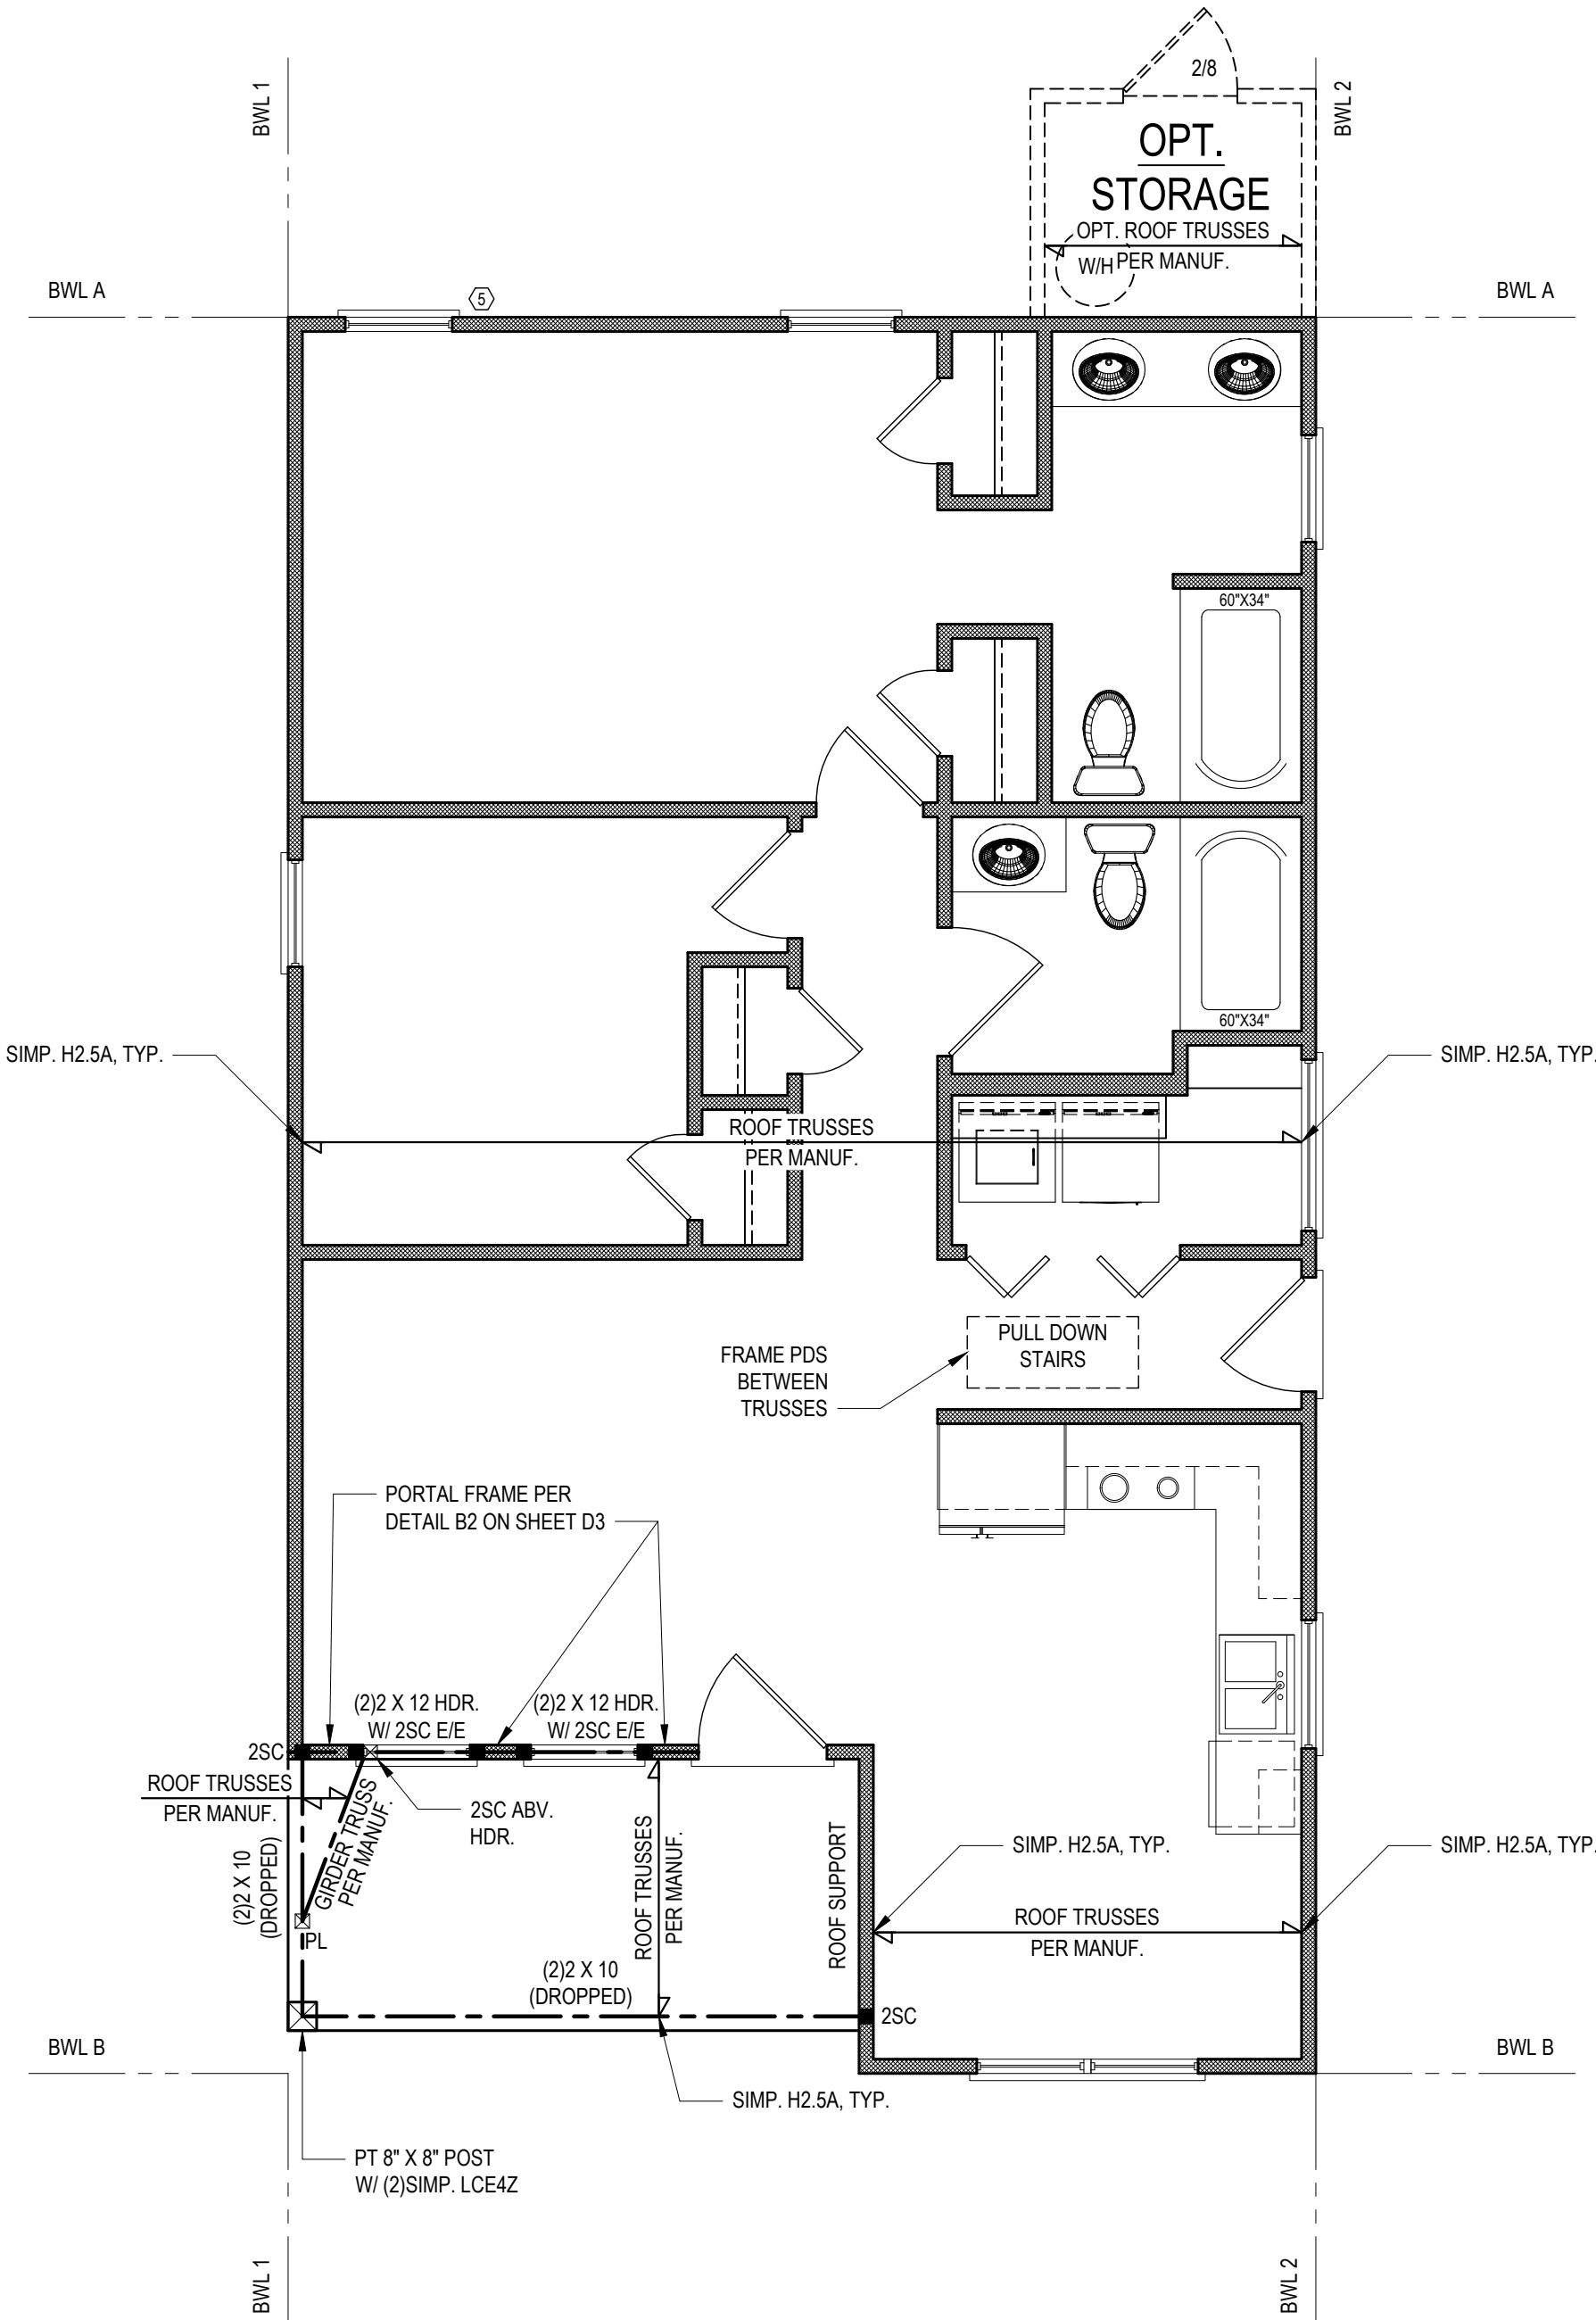 2/8
BWL 1
BWL 2
OPT.
STORAGE
OPT. ROOF TRUSSES
W/H PER MANUF.
BWL A
5
BWL A
60"X34"
60"X34"
SIMP. H2.5A, TYP.
SIMP. H2.5A, TYP.
ROOF TRUSSES
PER MANUF.
PULL DOWN
STAIRS
FRAME PDS
BETWEEN
TRUSSES
PORTAL FRAME PER
DETAIL B2 ON SHEET D3
(2)2 X 12 HDR.
W/ 2SC E/E
(2)2 X 12 HDR.
W/ 2SC E/E
2SC
ROOF TRUSSES
PER MANUF.
GIRDER TRUSS
PER MANUF.
2SC ABV.
HDR.
(2)2 X 10
(DROPPED)
PL
ROOF TRUSSES
PER MANUF.
ROOF SUPPORT
SIMP. H2.5A, TYP.
SIMP. H2.5A, TYP.
ROOF TRUSSES
PER MANUF.
(2)2 X 10
(DROPPED)
2SC
BWL B
BWL B
SIMP. H2.5A, TYP.
PT 8" X 8" POST
W/ (2)SIMP. LCE4Z
BWL 1
BWL 2